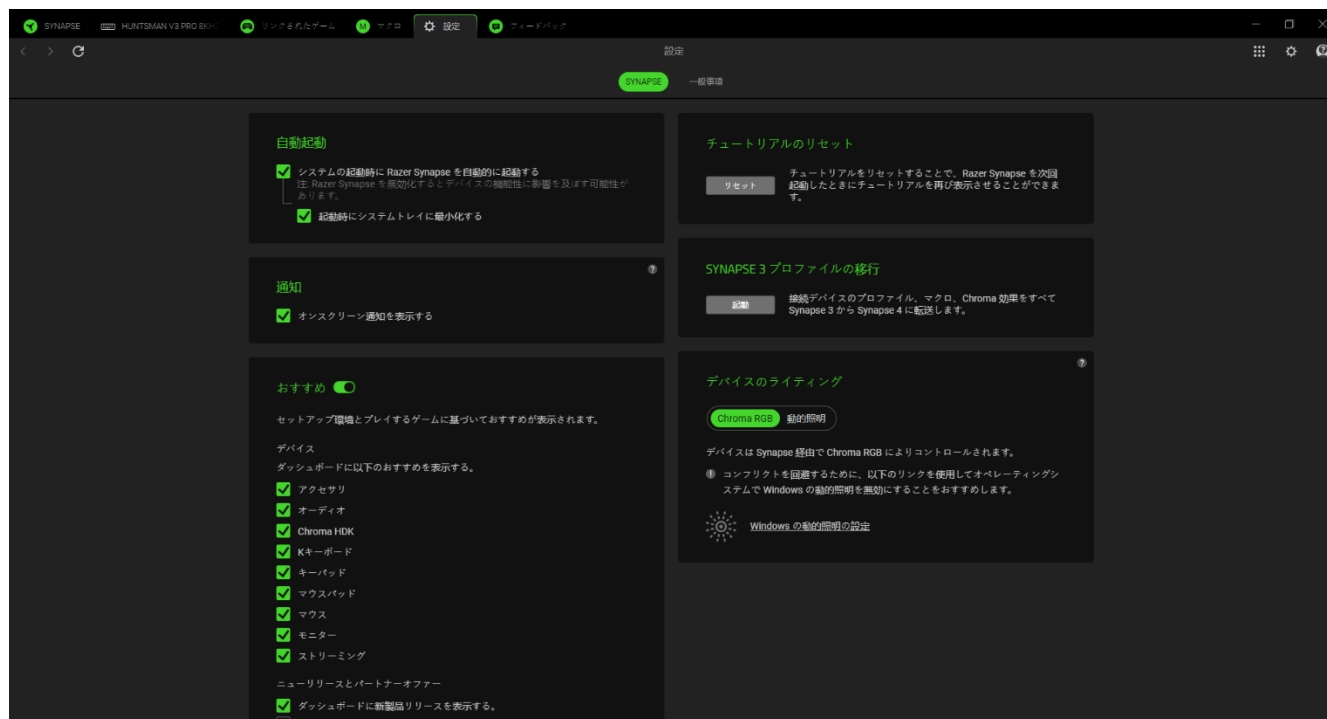 SYNAPSE HUNTSMAN V3 PRO 8KH リンクされたゲーム マクロ 設定 フィードバック
設定
SYNAPSE 一般事項
自動起動
システムの起動時に Razer Synapse を自動的に起動する
注: Razer Synapse を無効化するとデバイスの機能性に影響を及ぼす可能性が
あります。
起動時にシステムトレイに最小化する
通知
オンスクリーン通知を表示する
おすすめ
セットアップ環境とプレイするゲームに基づいておすすめが表示されます。
デバイス
ダッシュボードに以下のおすすめを表示する。
アクセサリ
オーディオ
Chroma HDK
Kキーボード
キーパッド
マウスパッド
マウス
モニター
ストリーミング
ニューリリースとパートナーオファー
ダッシュボードに新製品リリースを表示する。
チュートリアルのリセット
リセット
チュートリアルをリセットすることで、Razer Synapse を次回
起動したときにチュートリアルを再び表示させることができま
す。
SYNAPSE 3 プロファイルの移行
起動
接続デバイスのプロファイル、マクロ、Chroma 効果をすべて
Synapse 3 から Synapse 4 に転送します。
デバイスのライティング
Chroma RGB 動的照明
デバイスは Synapse 経由で Chroma RGB によりコントロールされます。
コンフリクトを回避するために、以下のリンクを使用してオペレーティングシ
ステムで Windows の動的照明を無効にすることをおすすめします。
Windows の動的照明の設定